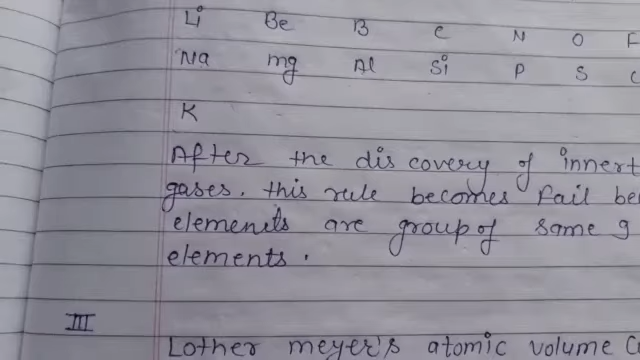 Li Be B C N O F
Na mg Al Si P S
K
After the discovery of innert
gases. this rule becomes fail
elements are group of same
elements.
III Lother meyer's atomic volume